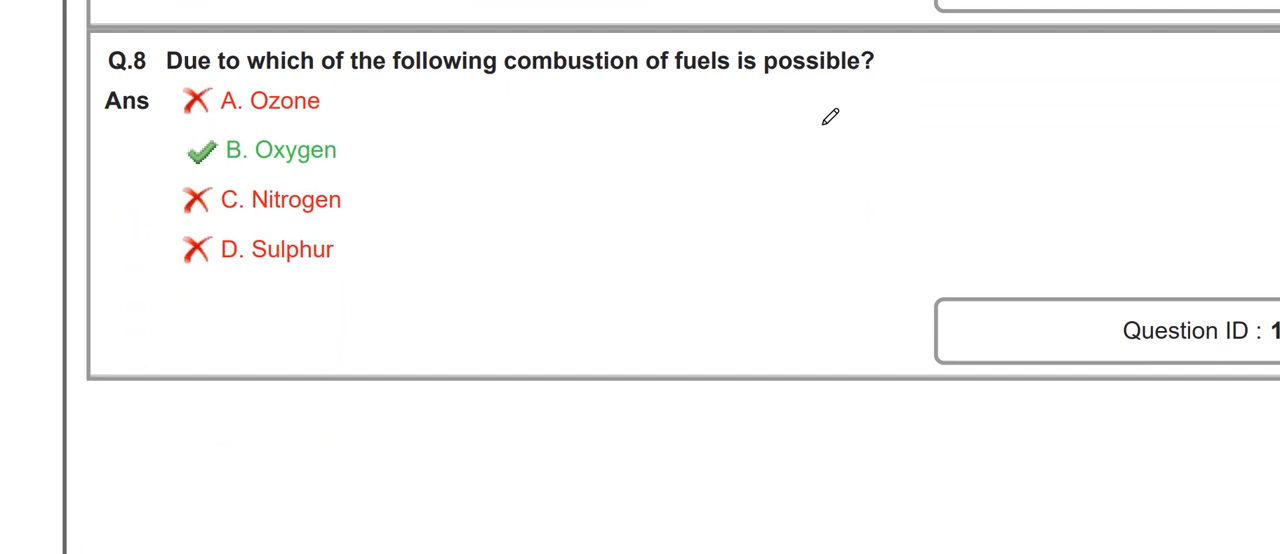 Q.8 Due to which of the following combustion of fuels is possible?
Ans A. Ozone
B. Oxygen
C. Nitrogen
D. Sulphur
Question ID : 1